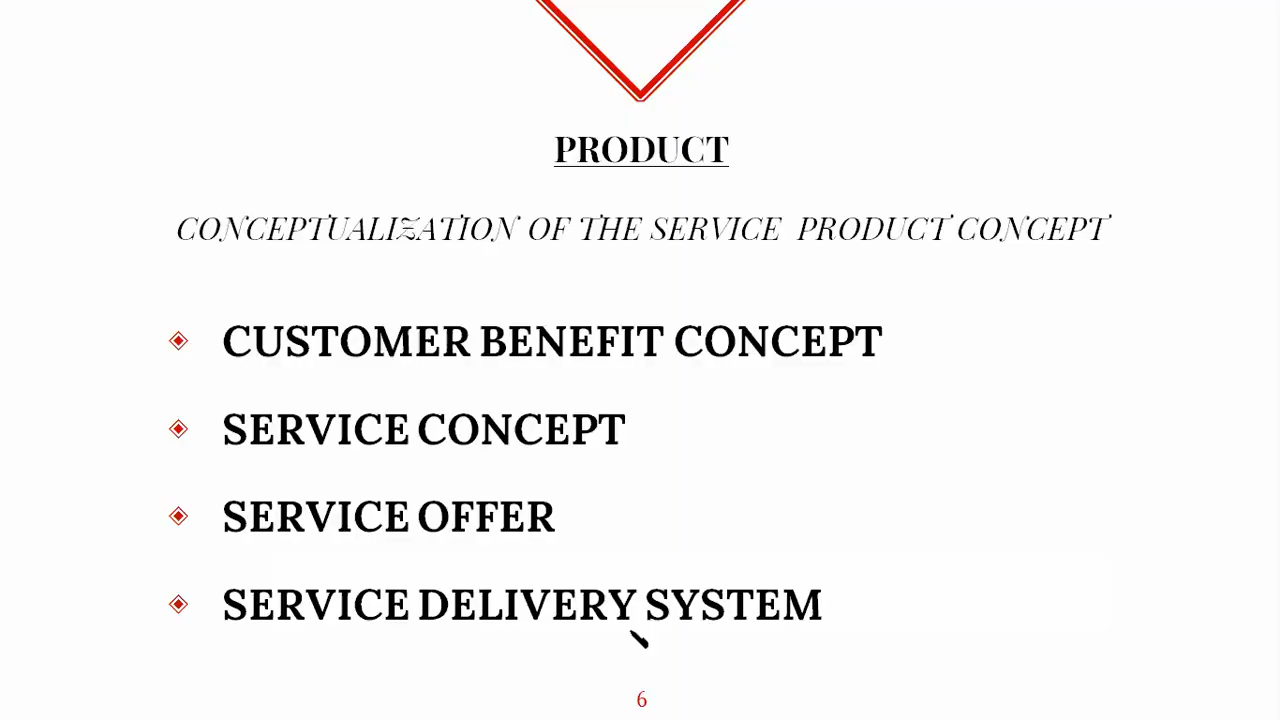 PRODUCT
CONCEPTUALIZATION OF THE SERVICE PRODUCT CONCEPT
CUSTOMER BENEFIT CONCEPT
SERVICE CONCEPT
SERVICE OFFER
SERVICE DELIVERY SYSTEM
6